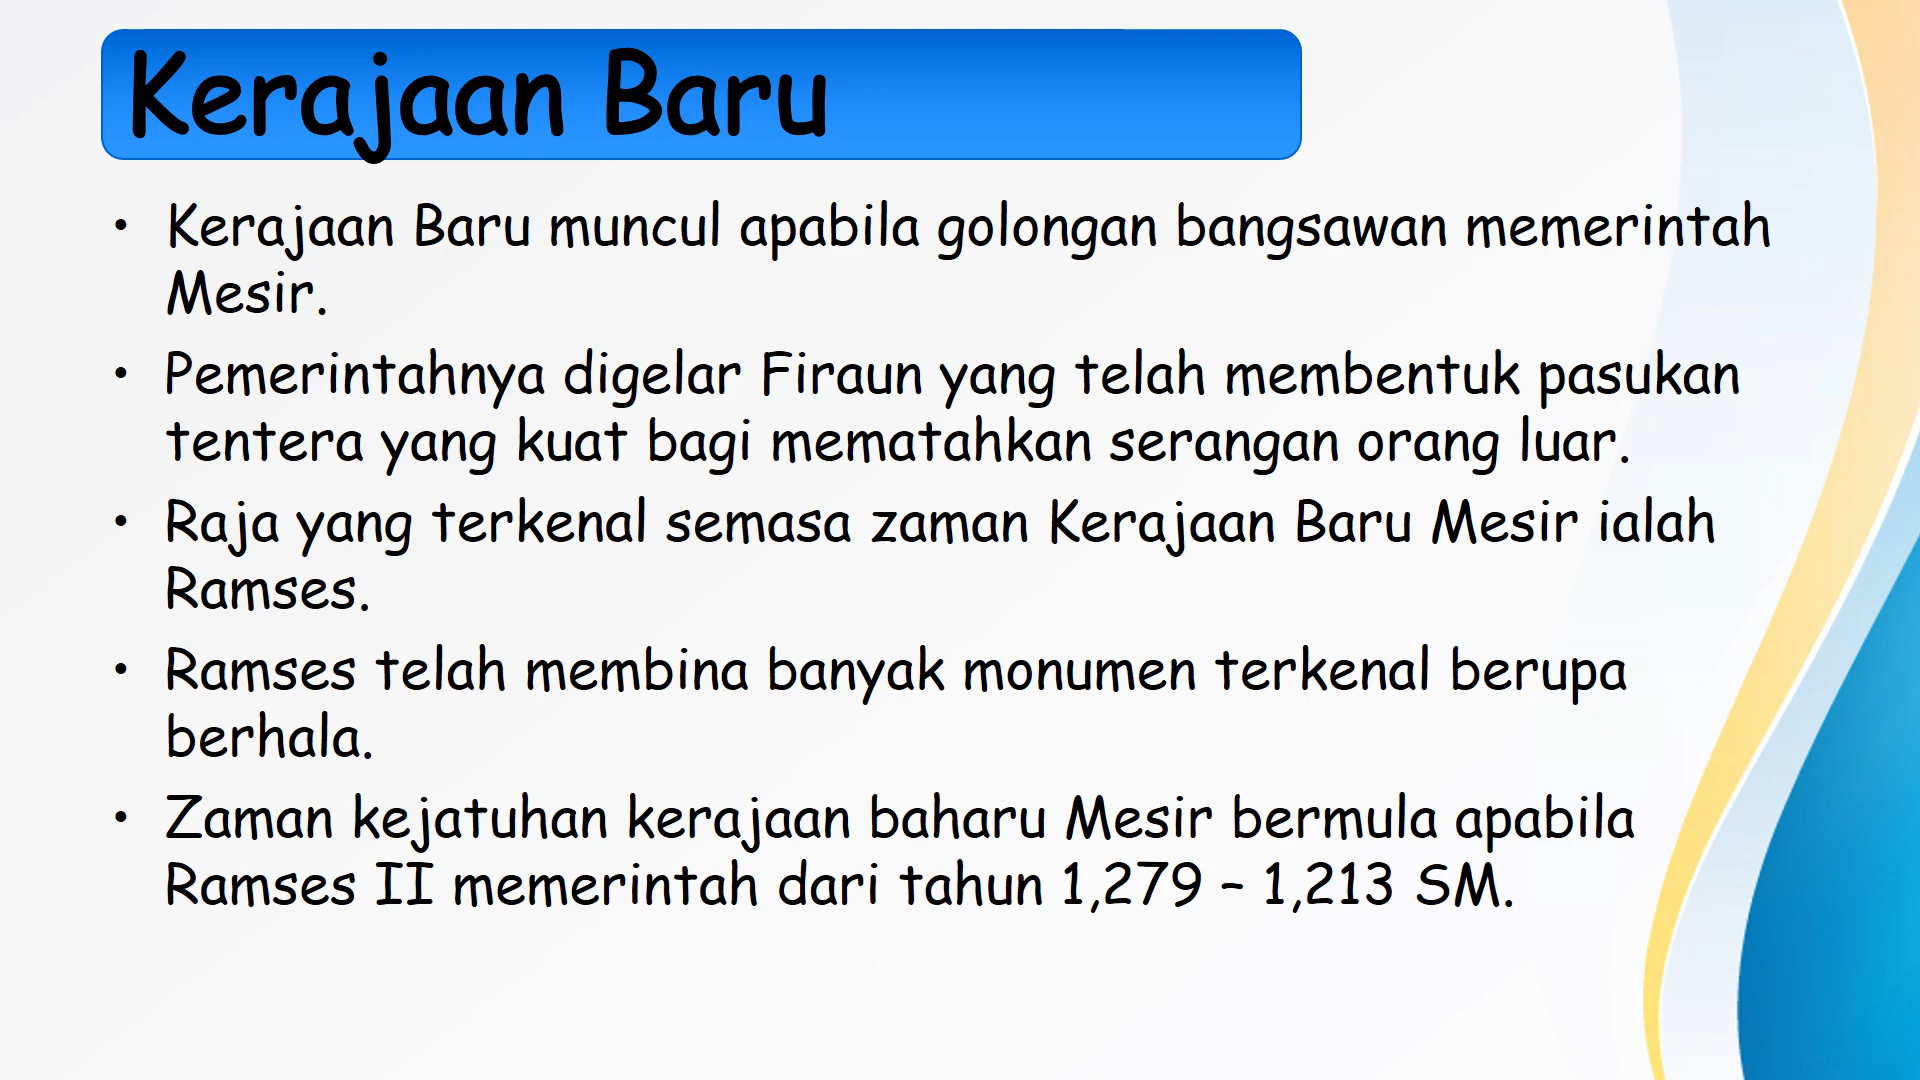 Kerajaan Baru
• Kerajaan Baru muncul apabila golongan bangsawan memerintah
Mesir.
• Pemerintahnya digelar Firaun yang telah membentuk pasukan
tentera yang kuat bagi mematahkan serangan orang luar.
• Raja yang terkenal semasa zaman Kerajaan Baru Mesir ialah
Ramses.
• Ramses telah membina banyak monumen terkenal berupa
berhala.
• Zaman kejatuhan kerajaan baharu Mesir bermula apabila
Ramses II memerintah dari tahun 1,279 – 1,213 SM.